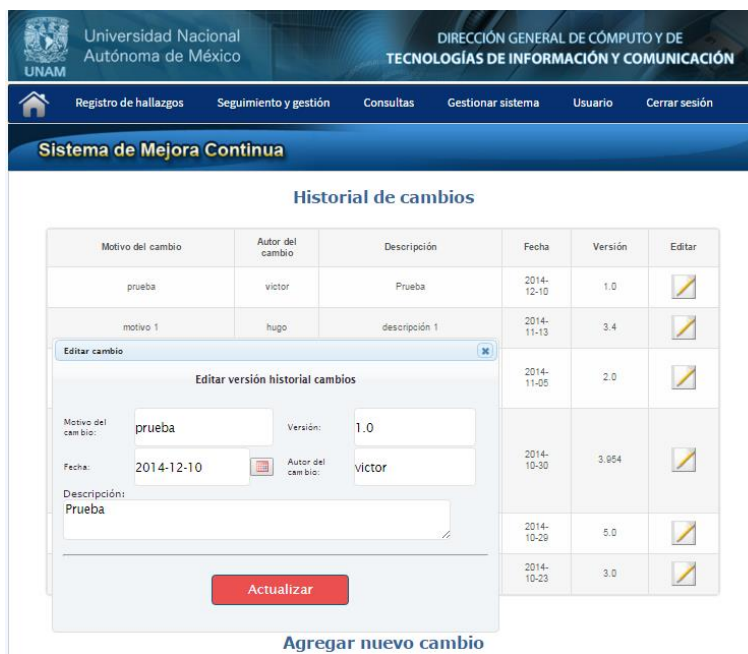 Universidad Nacional
Autónoma de México
UNAM
DIRECCIÓN GENERAL DE CÓMPUTO Y DE
TECNOLOGÍAS DE INFORMACIÓN Y COMUNICACIÓN
Registro de hallazgos Seguimiento y gestión Consultas Gestionar sistema Usuario Cerrar sesión
Sistema de Mejora Continua
Historial de cambios
Motivo del cambio Autor del cambio Descripción Fecha Versión Editar
prueba victor Prueba 2014-12-10 1.0
motivo 1 hugo descripción 1 2014-11-13 3.4
2014-11-05 2.0
2014-10-30 3.954
2014-10-29 5.0
2014-10-23 3.0
Editar cambio
Editar versión historial cambios
Motivo del cambio: prueba Versión: 1.0
Fecha: 2014-12-10 Autor del cambio: victor
Descripción:
Prueba
Actualizar
Agregar nuevo cambio